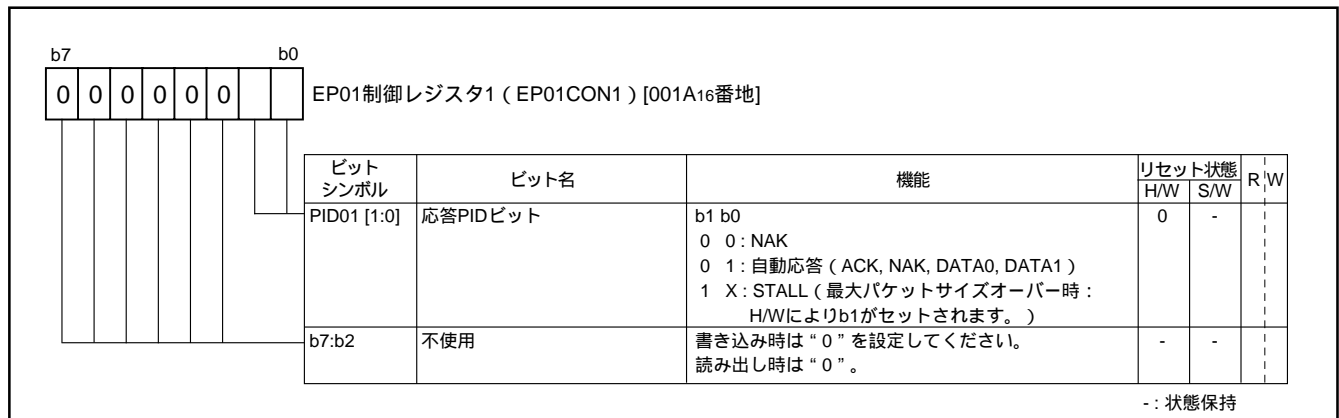 b7 b0
0 0 0 0 0 0 EP01制御レジスタ1(EP01CON1)[001A16番地]
ビット
シンボル ビット名 機能 リセット状態 R W
H/W S/W
PID01 [1:0] 応答PIDビット b1 b0 0 -
0 0 : NAK
0 1 : 自動応答(ACK, NAK, DATA0, DATA1)
1 X : STALL(最大パケットサイズオーバー時:
H/Wによりb1がセットされます。)
b7:b2 不使用 書き込み時は“0”を設定してください。 - -
読み出し時は“0”。
- : 状態保持